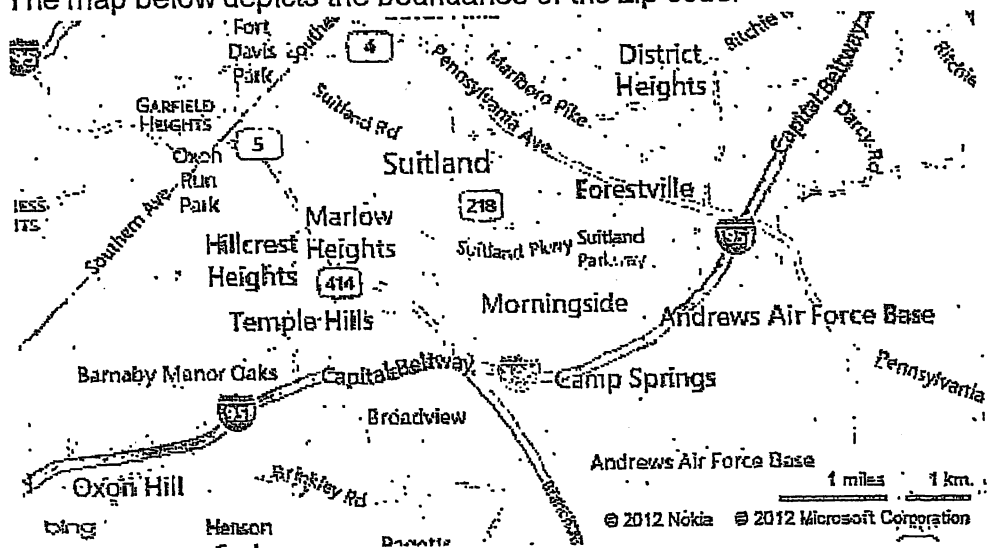 The map below depicts the boundaries of the zip code.
Fort
Davis
Park
4
Ritchie
District
Heights
Ritchie
Marlboro Pike
Pennsylvania Ave
Capital Beltway
Suitland Rd
GARFIELD
HEIGHTS
Darcy Rd
5
Oxon
Run
Park
Suitland
Forestville
218
Southern Ave
Marlow
Heights
Hillcrest
Heights
Suitland Pkwy
Suitland
Parkway
414
Morningside
Temple Hills
Andrews Air Force Base
Barnaby Manor Oaks
Capital Beltway
Camp Springs
Pennsylvania
Broadview
Andrews Air Force Base
1 miles
1 km
Oxon Hill
Brinkley Rd
bing
Henson
© 2012 Nokia
© 2012 Microsoft Corporation